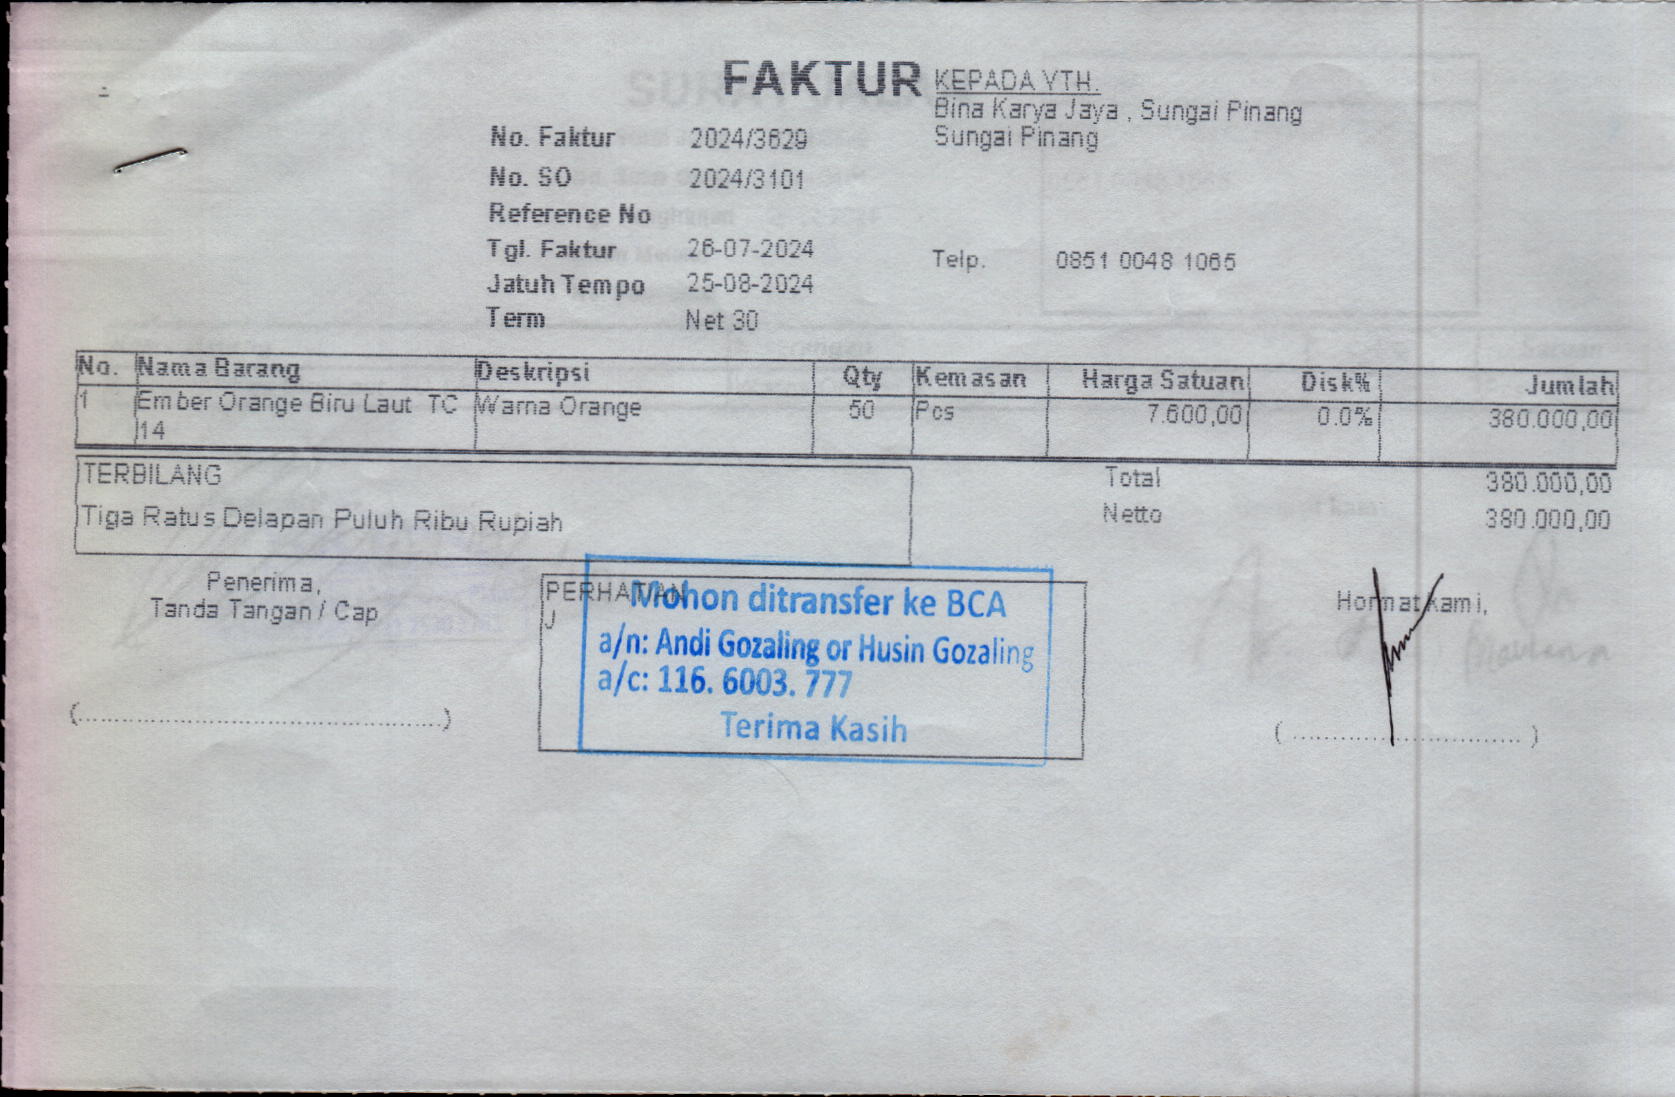 FAKTUR
KEPADA YTH.
Bina Karya Jaya , Sungai Pinang
Sungai Pinang
No. Faktur 2024/3629
No. SO 2024/3101
Reference No
Tgl. Faktur 26-07-2024
Telp. 0851 0048 1065
Jatuh Tempo 25-08-2024
Term Net 30
No. Nama Barang Deskripsi Qty Kemasan Harga Satuan Disk% Jumlah
1 Ember Orange Biru Laut TC Warna Orange 50 Pcs 7.600,00 0.0% 380.000,00
14
TERBILANG
Tiga Ratus Delapan Puluh Ribu Rupiah
Total 380.000,00
Netto 380.000,00
Penerima,
Tanda Tangan / Cap
(........................................)
PERHATIAN
J
Mohon ditransfer ke BCA
a/n: Andi Gozaling or Husin Gozaling
a/c: 116. 6003. 777
Terima Kasih
Hormat kami,
(................................)